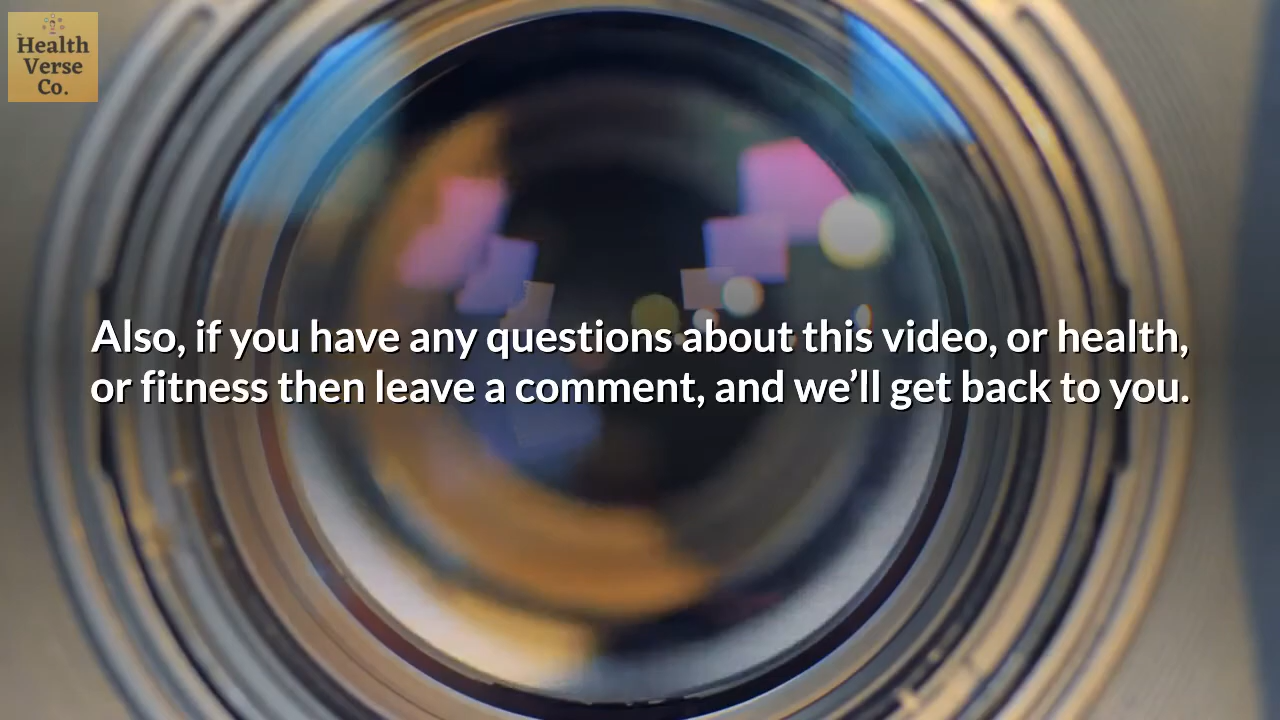 Health
Verse
Co.
Also, if you have any questions about this video, or health,
or fitness then leave a comment, and we’ll get back to you.